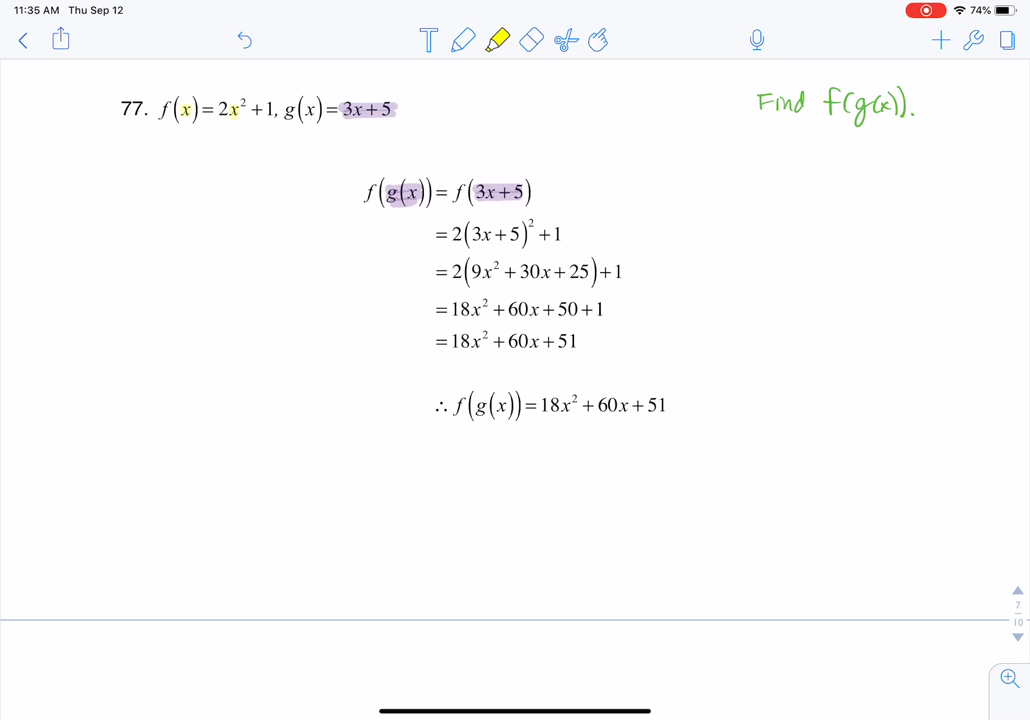 11:35 AM Thu Sep 12 74%
77. f(x) = 2x² + 1, g(x) = 3x + 5
Find f(g(x)).
f(g(x)) = f(3x + 5)
= 2(3x + 5)² + 1
= 2(9x² + 30x + 25) + 1
= 18x² + 60x + 50 + 1
= 18x² + 60x + 51
∴ f(g(x)) = 18x² + 60x + 51
7
10